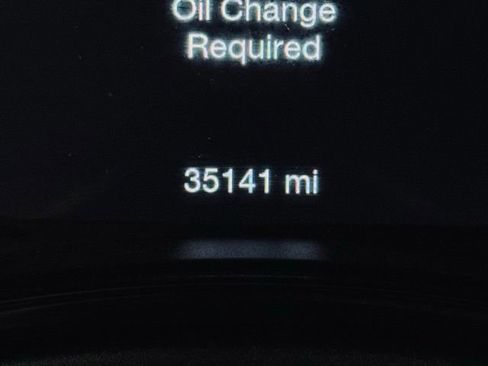 Oil Change
Required
35141 mi